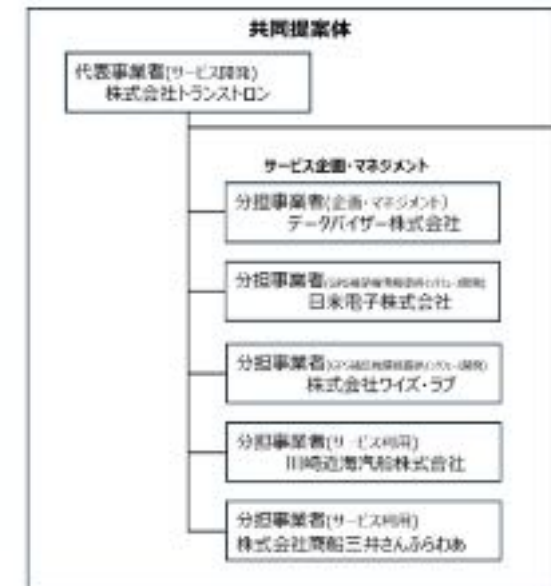 共同提案体
代表事業者(サービス開発)
株式会社トランストロン
サービス企画・マネジメント
分担事業者(企画・マネジメント)
データバイザー株式会社
分担事業者
日米電子株式会社
分担事業者
株式会社ワイズ・ラブ
分担事業者(サービス利用)
川崎近海汽船株式会社
分担事業者(サービス利用)
株式会社商船三井さんふらわあ